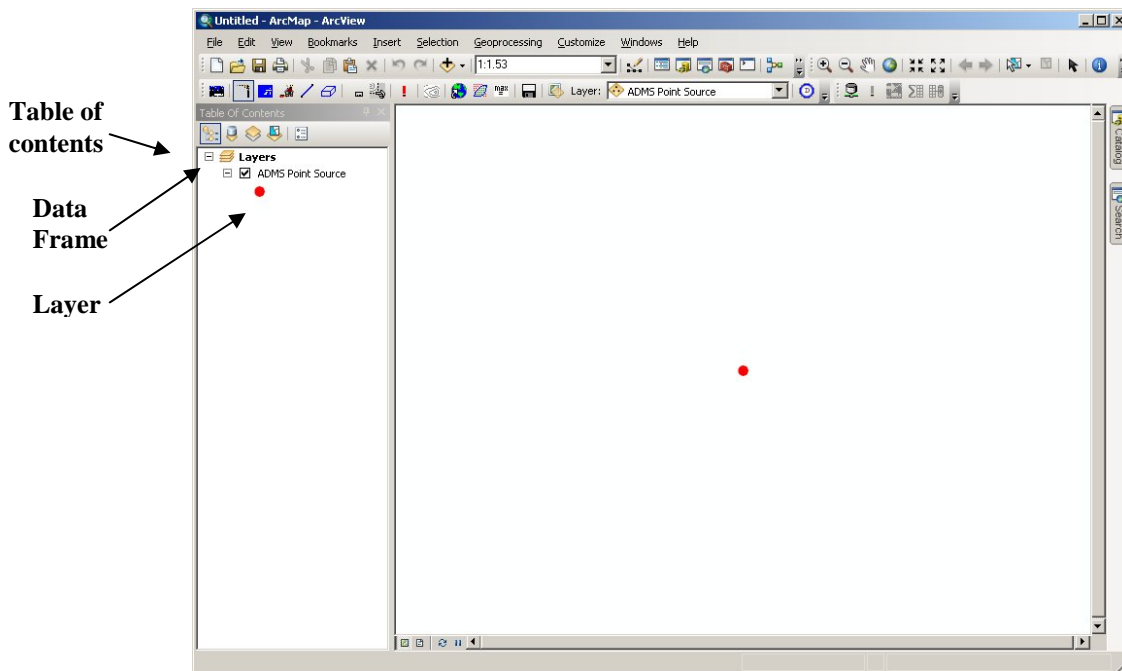 Untitled - ArcMap - ArcView
File Edit View Bookmarks Insert Selection Geoprocessing Customize Windows Help
1:1.53
Layer: ADMS Point Source
Table Of Contents
Layers
ADMS Point Source
Table of
contents
Data
Frame
Layer
Catalog
Search